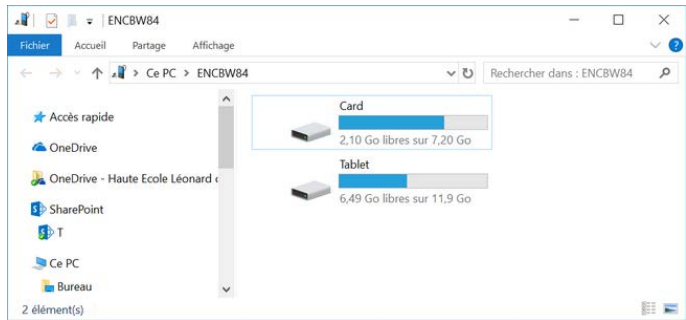 ENCBW84
Fichier Accueil Partage Affichage
Ce PC > ENCBW84
Rechercher dans : ENCBW84
Accès rapide
OneDrive
OneDrive - Haute Ecole Léonard
SharePoint
T
Ce PC
Bureau
Card
2,10 Go libres sur 7,20 Go
Tablet
6,49 Go libres sur 11,9 Go
2 élément(s)